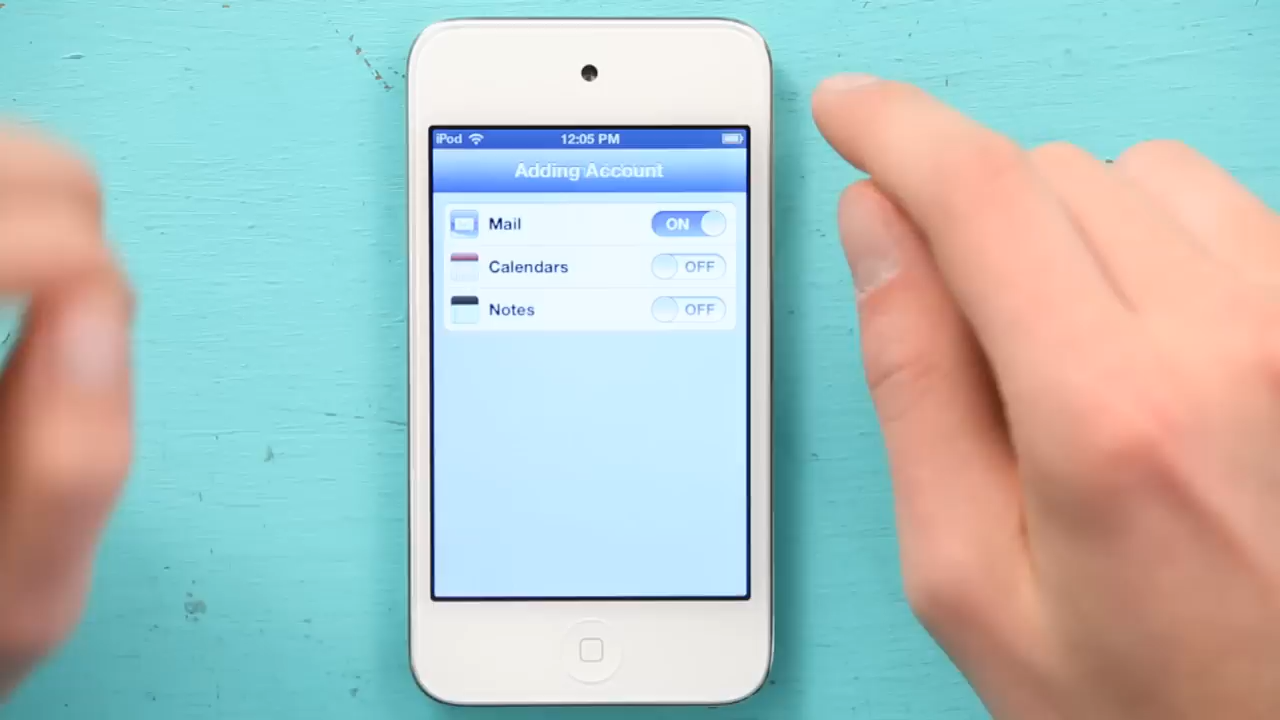 iPod 12:05 PM
Adding Account
Mail ON
Calendars OFF
Notes OFF